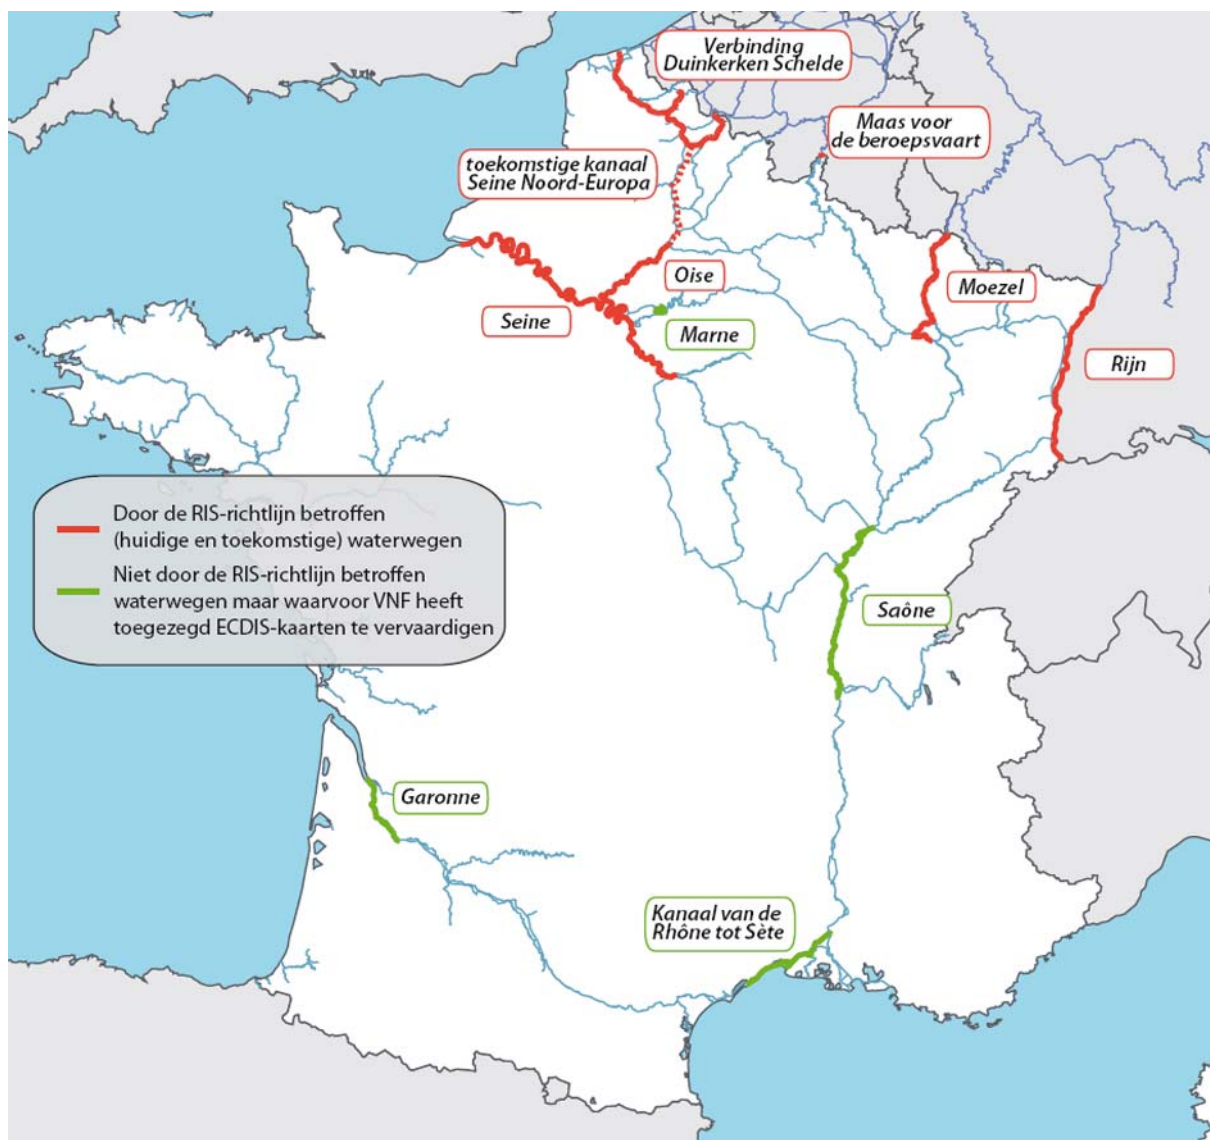 Verbinding
Duinkerken Schelde
Maas voor
de beroepsvaart
toekomstige kanaal
Seine Noord-Europa
Oise
Moezel
Seine
Marne
Rijn
Door de RIS-richtlijn betroffen
(huidige en toekomstige) waterwegen
Niet door de RIS-richtlijn betroffen
waterwegen maar waarvoor VNF heeft
toegezegd ECDIS-kaarten te vervaardigen
Saône
Garonne
Kanaal van de
Rhône tot Sète